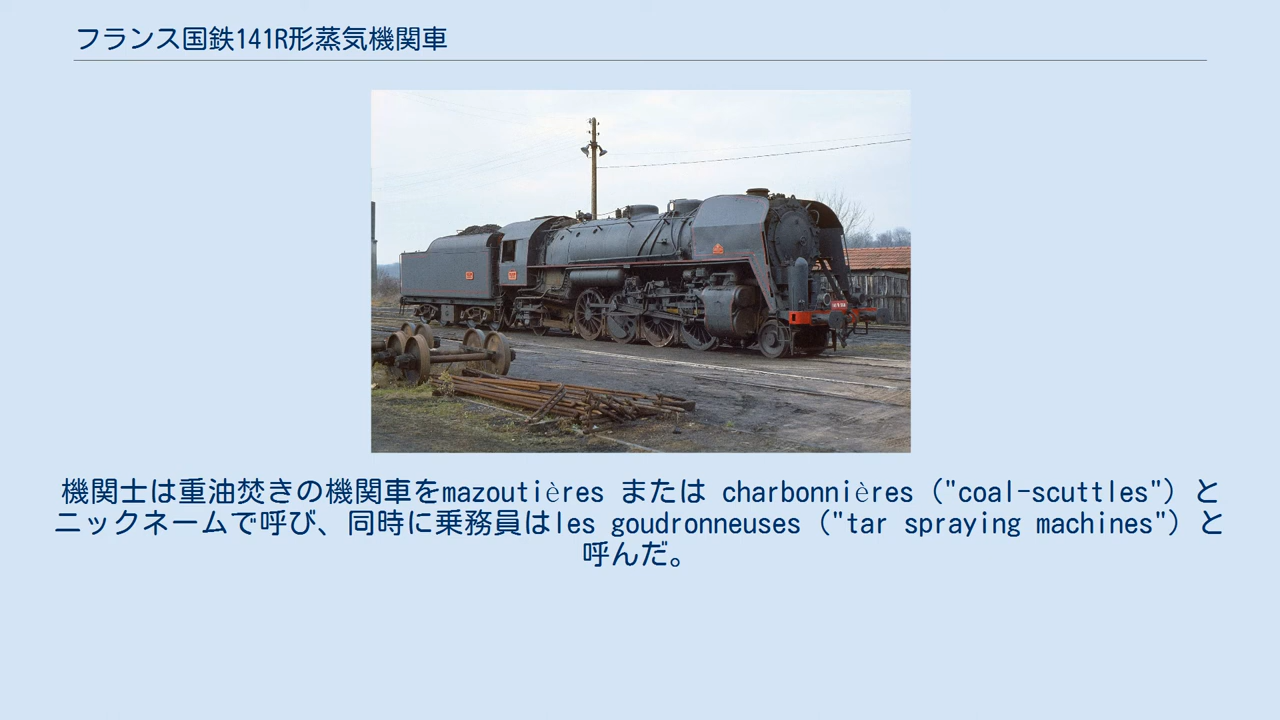 フランス国鉄141R形蒸気機関車
機関士は重油焚きの機関車をmazoutières または charbonnières（"coal-scuttles"）と
ニックネームで呼び、同時に乗務員はles goudronneuses（"tar spraying machines"）と
呼んだ。